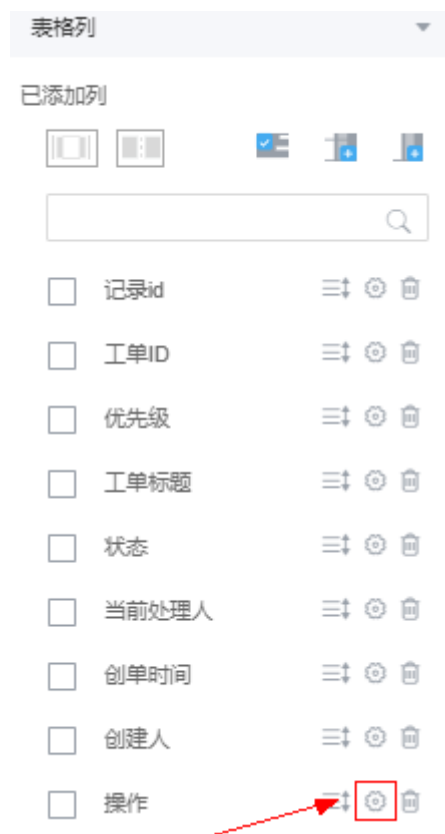 表格列
已添加列
记录id
工单ID
优先级
工单标题
状态
当前处理人
创单时间
创建人
操作